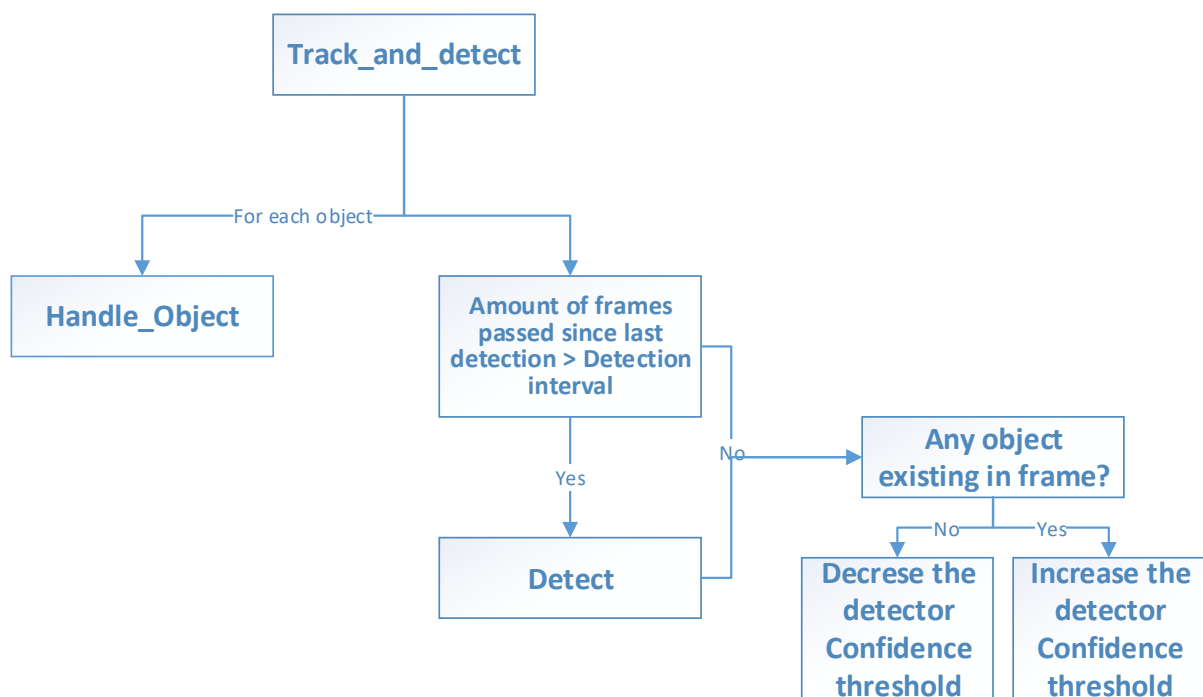 Track_and_detect
For each object
Handle_Object
Amount of frames
passed since last
detection > Detection
interval
No
Yes
Detect
Any object
existing in frame?
No
Yes
Decrese the
detector
Confidence
threshold
Increase the
detector
Confidence
threshold